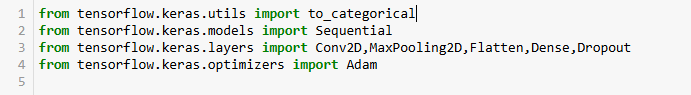 1 from tensorflow.keras.utils import to_categorical
2 from tensorflow.keras.models import Sequential
3 from tensorflow.keras.layers import Conv2D,MaxPooling2D,Flatten,Dense,Dropout
4 from tensorflow.keras.optimizers import Adam
5